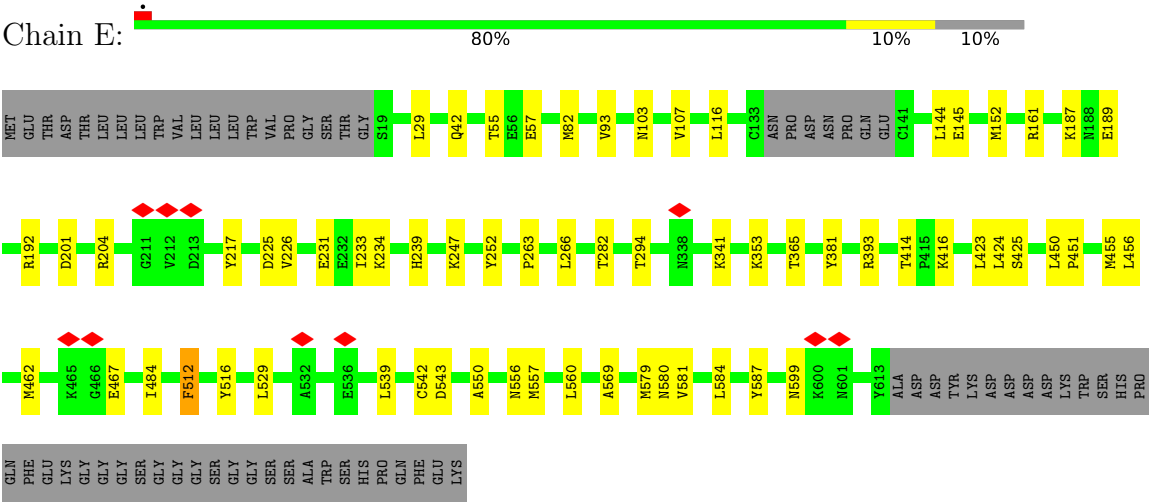 Chain E:
80% 10% 10%
MET GLU THR ASP THR LEU LEU LEU TRP VAL LEU LEU LEU TRP VAL PRO GLY SER THR GLY S19 L29 Q42 T55 E56 E57 M82 V93 N103 V107 L116 C133 ASN PRO ASP ASN PRO GLN GLU C141 L144 E145 M152 R161 K187 N188 E189
R192 D201 R204 G211 V212 D213 Y217 D225 V226 E231 E232 I233 K234 H239 K247 Y252 P263 L266 T282 T294 N338 K341 K353 T365 Y381 R393 T414 P415 K416 L423 L424 S425 L450 P451 M455 L456
M462 K465 G466 E467 I484 F512 Y516 L529 A532 E536 L539 C542 D543 A550 N556 M557 L560 A569 M579 N580 V581 L584 Y587 N599 K600 N601 Y613 ALA ASP ASP TYR LYS ASP ASP ASP ASP LYS TRP SER HIS PRO
GLN PHE GLU LYS GLY GLY GLY SER GLY GLY GLY SER GLY GLY SER SER ALA TRP SER HIS PRO GLN PHE GLU LYS